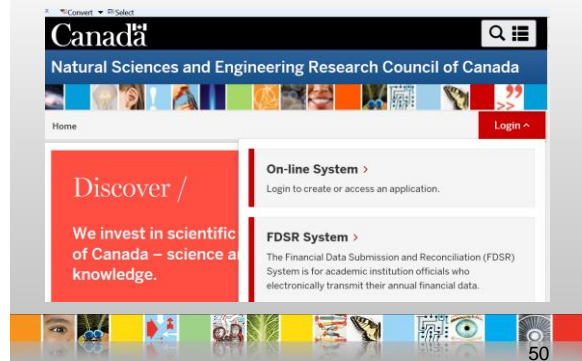 x Convert ▾ Select
Canada
Natural Sciences and Engineering Research Council of Canada
Home
Login ^
Discover /
We invest in scientific
of Canada – science a
knowledge.
On-line System >
Login to create or access an application.
FDSR System >
The Financial Data Submission and Reconciliation (FDSR)
System is for academic institution officials who
electronically transmit their annual financial data.
50